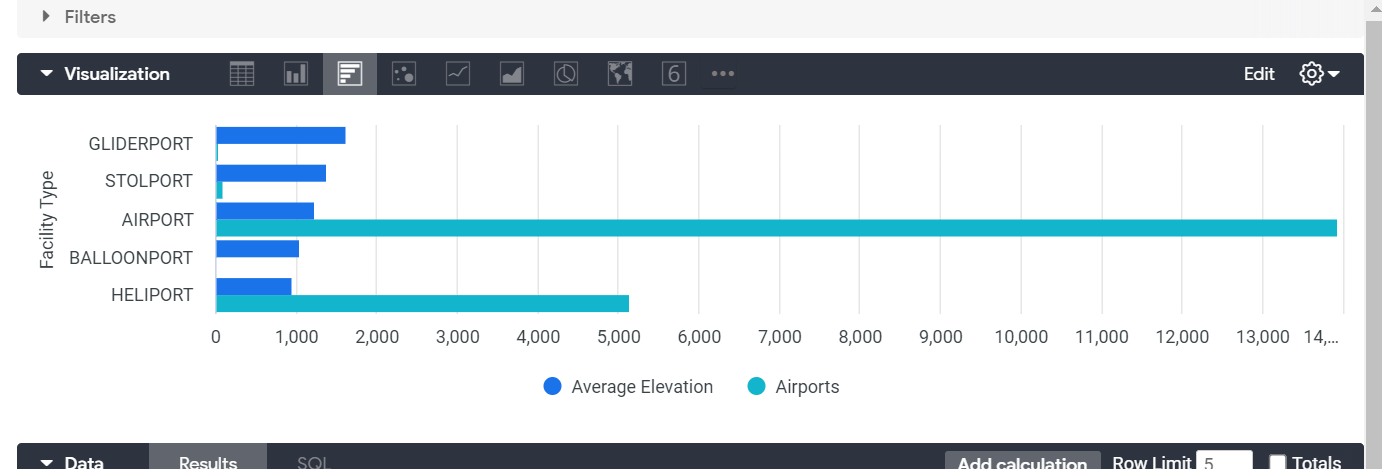 Filters
Visualization 6 Edit
GLIDERPORT
STOLPORT
AIRPORT
BALLOONPORT
HELIPORT
Facility Type
0 1,000 2,000 3,000 4,000 5,000 6,000 7,000 8,000 9,000 10,000 11,000 12,000 13,000 14,...
Average Elevation Airports
Data Results SQL Add calculation Row Limit 5 Totals